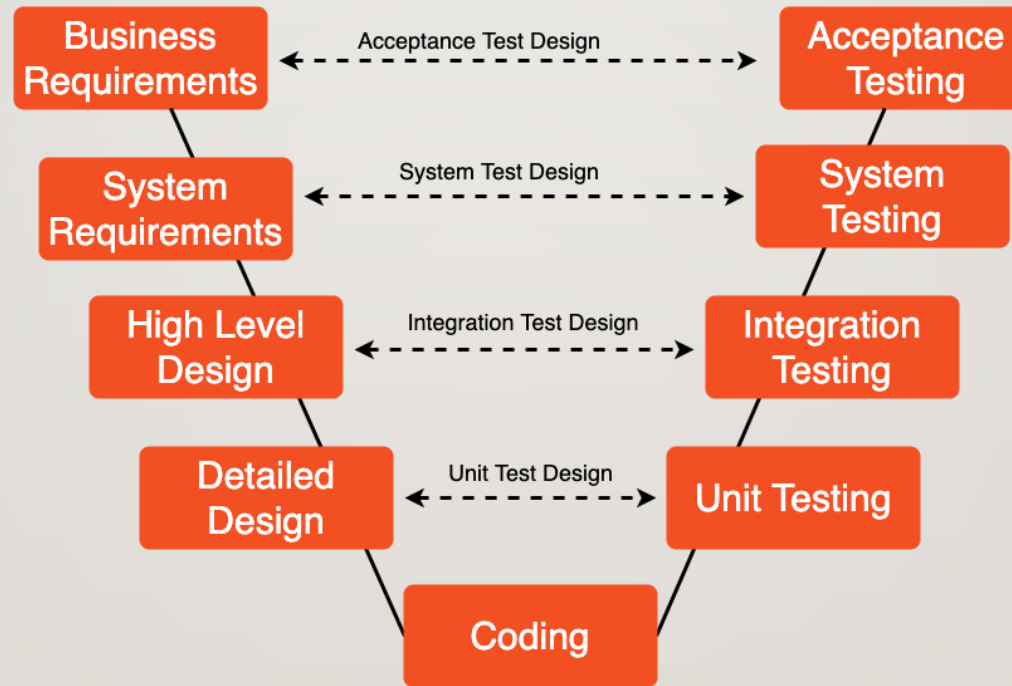 Business
Requirements
Acceptance Test Design
Acceptance
Testing
System
Requirements
System Test Design
System
Testing
High Level
Design
Integration Test Design
Integration
Testing
Detailed
Design
Unit Test Design
Unit Testing
Coding